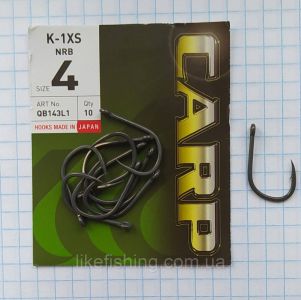 K-1XS
NRB
SIZE 4
ART No Qty
QB143L1 10
HOOKS MADE IN JAPAN
CARP
likefishing.com.ua